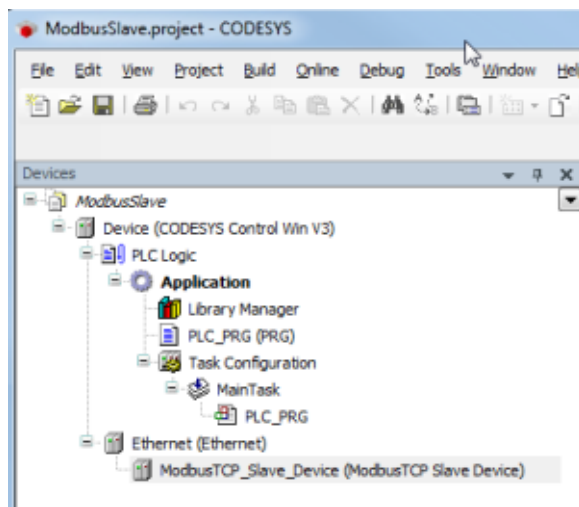 ModbusSlave.project - CODESYS
File Edit View Project Build Online Debug Tools Window Hel
Devices
ModbusSlave
Device (CODESYS Control Win V3)
PLC Logic
Application
Library Manager
PLC_PRG (PRG)
Task Configuration
MainTask
PLC_PRG
Ethernet (Ethernet)
ModbusTCP_Slave_Device (ModbusTCP Slave Device)